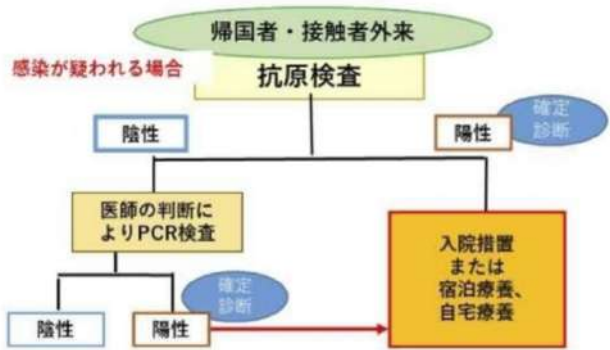 帰国者・接触者外来
感染が疑われる場合
抗原検査
陰性
陽性
確定
診断
医師の判断に
よりPCR検査
入院措置
または
宿泊療養、
自宅療養
確定
診断
陰性
陽性